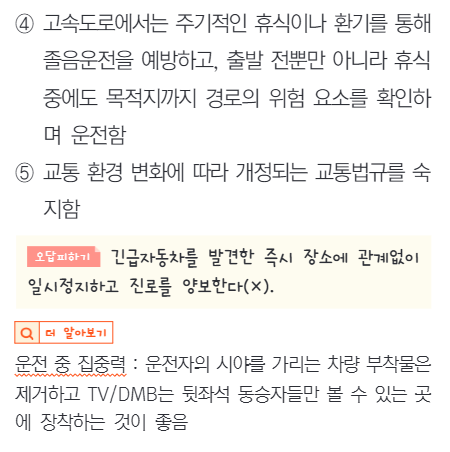 ④ 고속도로에서는 주기적인 휴식이나 환기를 통해
졸음운전을 예방하고, 출발 전뿐만 아니라 휴식
중에도 목적지까지 경로의 위험 요소를 확인하
며 운전함
⑤ 교통 환경 변화에 따라 개정되는 교통법규를 숙
지함
오답피하기 긴급자동차를 발견한 즉시 장소에 관계없이
일시정지하고 진로를 양보한다(×).
더 알아보기
운전 중 집중력 : 운전자의 시야를 가리는 차량 부착물은
제거하고 TV/DMB는 뒷좌석 동승자들만 볼 수 있는 곳
에 장착하는 것이 좋음